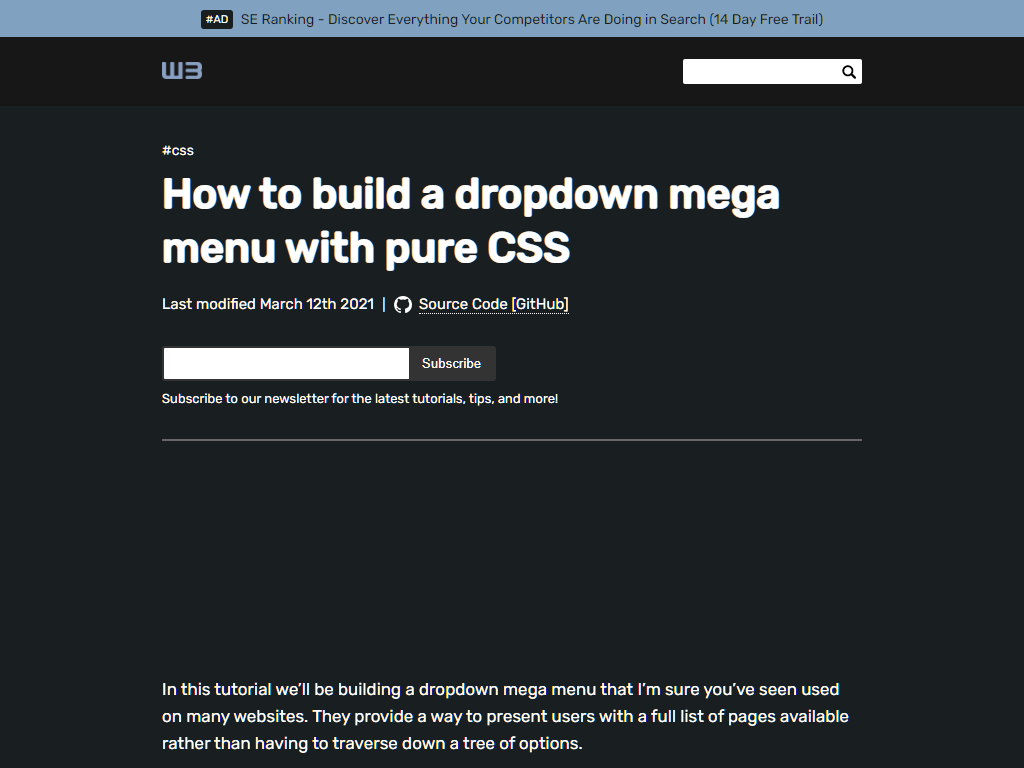 #AD SE Ranking - Discover Everything Your Competitors Are Doing in Search (14 Day Free Trail)
W3
#css
How to build a dropdown mega
menu with pure CSS
Last modified March 12th 2021 | Source Code [GitHub]
Subscribe
Subscribe to our newsletter for the latest tutorials, tips, and more!
In this tutorial we’ll be building a dropdown mega menu that I’m sure you’ve seen used
on many websites. They provide a way to present users with a full list of pages available
rather than having to traverse down a tree of options.